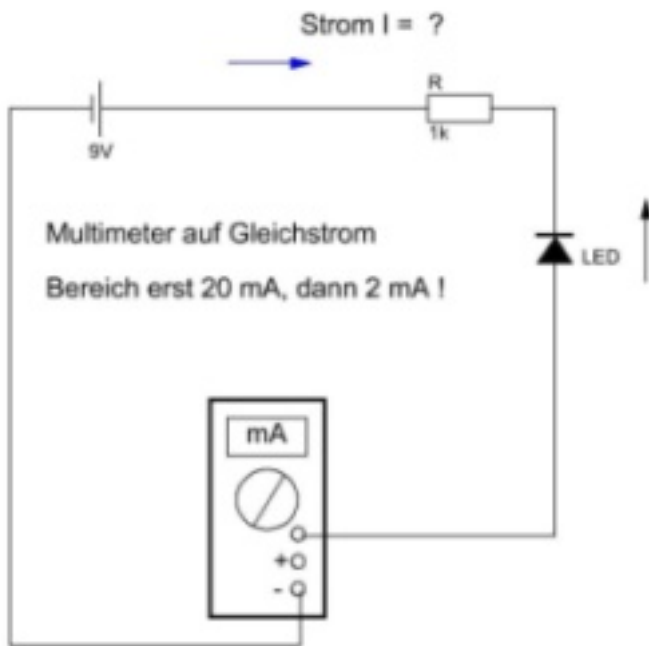 Strom I = ?
R
1k
9V
Multimeter auf Gleichstrom
LED
Bereich erst 20 mA, dann 2 mA !
mA
+
-